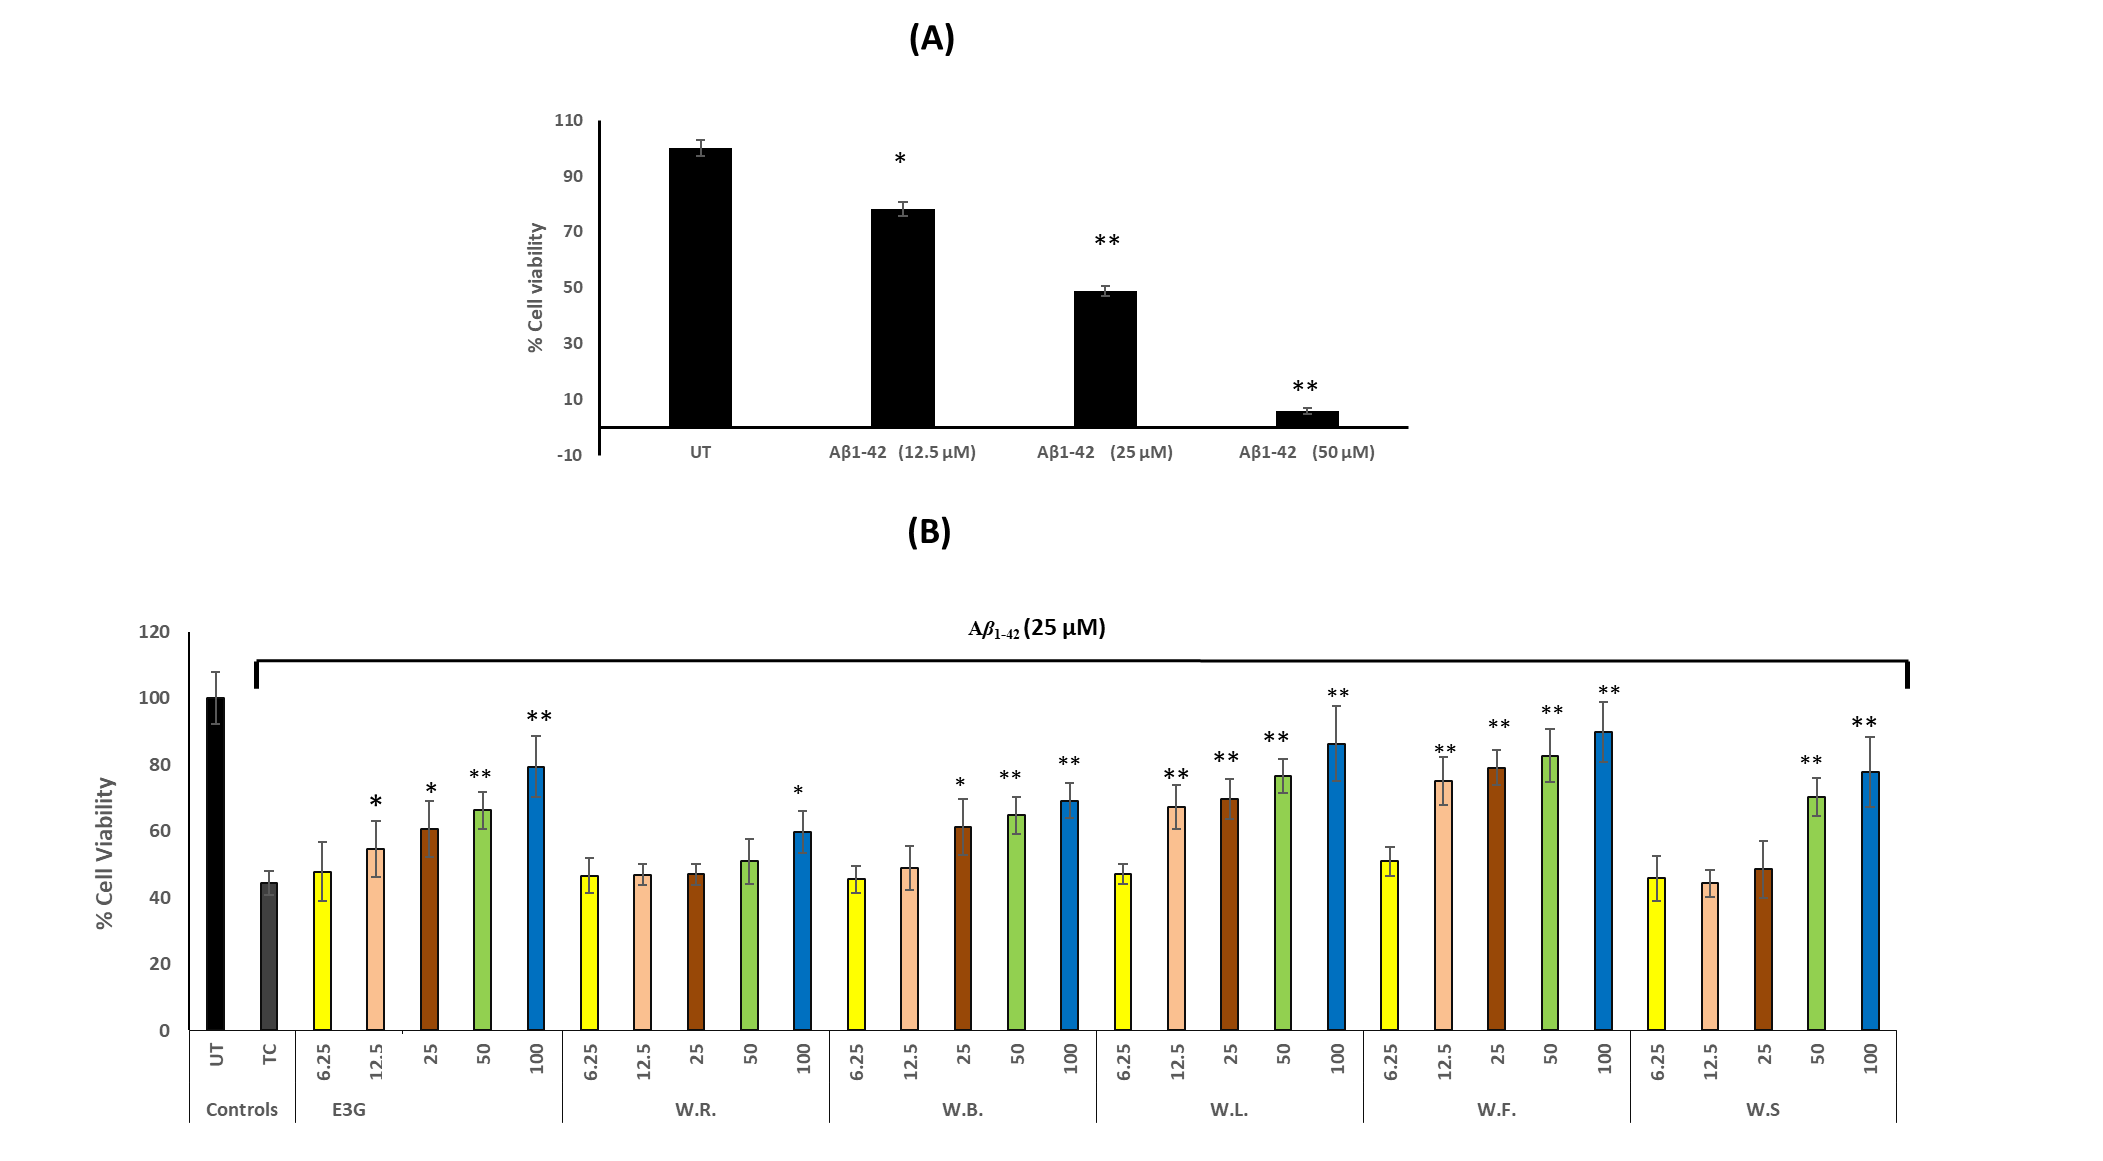 (A)
110
90
70
50
30
10
-10
% Cell viability
*
**
**
UT Aβ1-42 (12.5 µM) Aβ1-42 (25 µM) Aβ1-42 (50 µM)
(B)
Aβ1-42 (25 µM)
120
100
80
60
40
20
0
% Cell Viability
* * ** ** * * ** ** ** ** ** ** ** ** ** ** ** **
UT TC 6.25 12.5 25 50 100 6.25 12.5 25 50 100 6.25 12.5 25 50 100 6.25 12.5 25 50 100 6.25 12.5 25 50 100 6.25 12.5 25 50 100
Controls E3G W.R. W.B. W.L. W.F. W.S